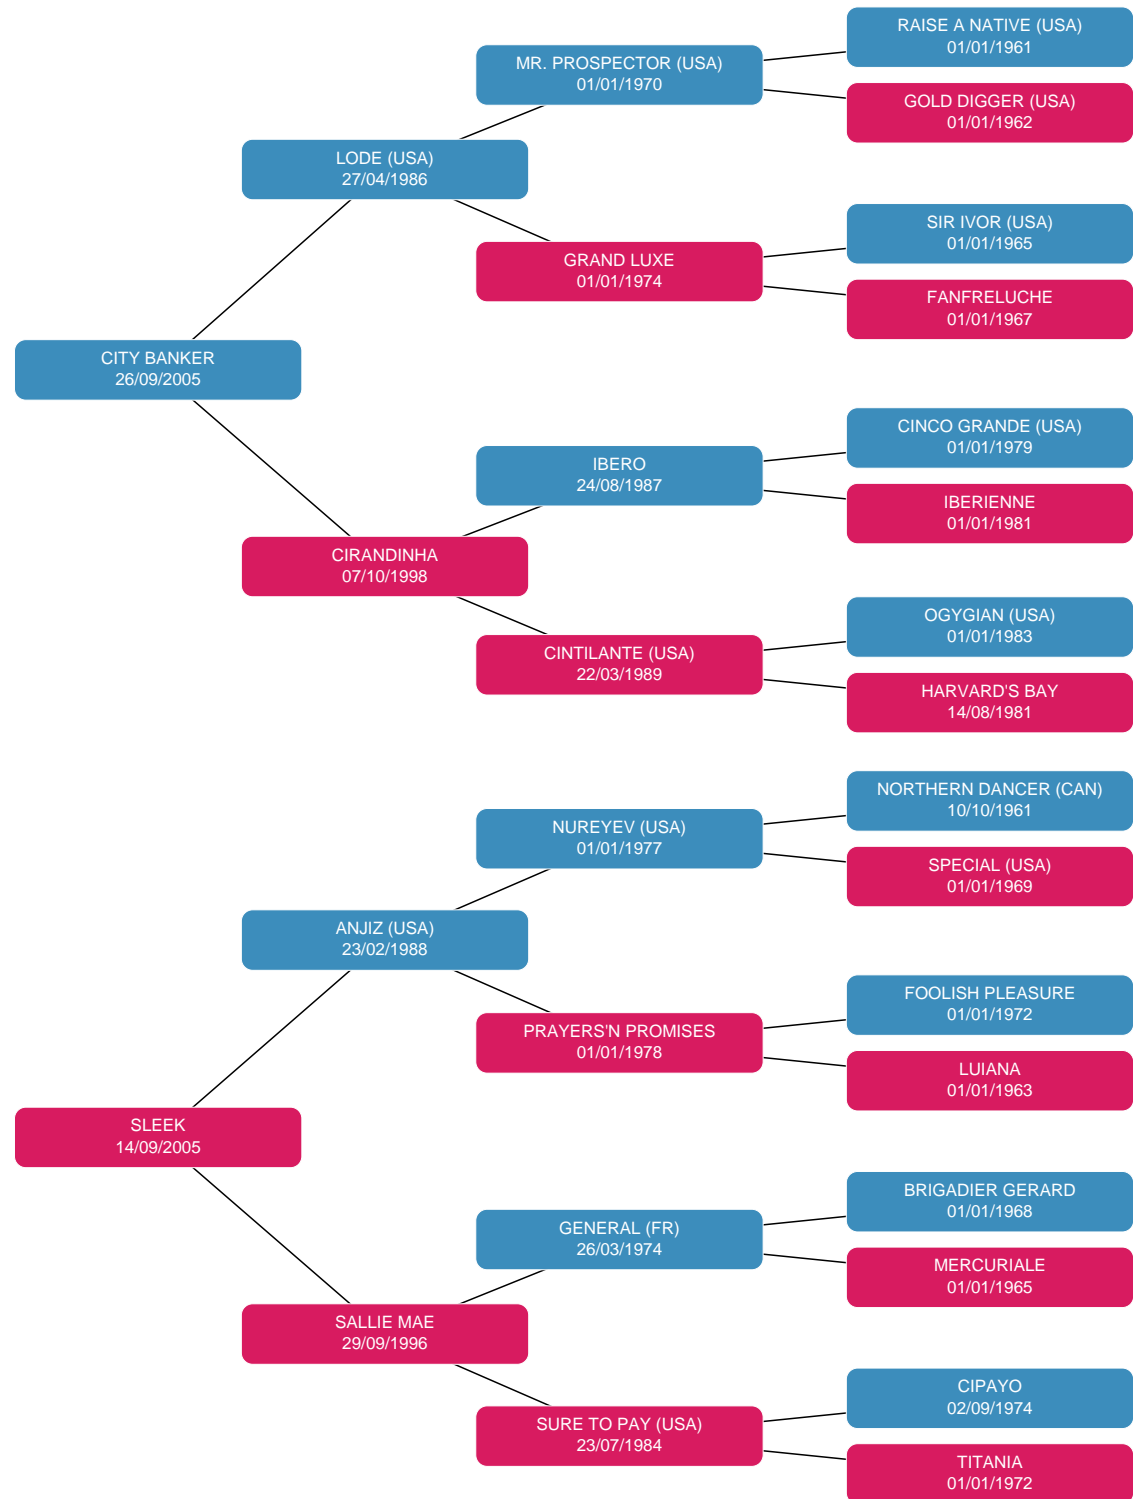 RAISE A NATIVE (USA)
01/01/1961
MR. PROSPECTOR (USA)
01/01/1970
GOLD DIGGER (USA)
01/01/1962
LODE (USA)
27/04/1986
SIR IVOR (USA)
01/01/1965
GRAND LUXE
01/01/1974
FANFRELUCHE
01/01/1967
CITY BANKER
26/09/2005
CINCO GRANDE (USA)
01/01/1979
IBERO
24/08/1987
IBERIENNE
01/01/1981
CIRANDINHA
07/10/1998
OGYGIAN (USA)
01/01/1983
CINTILANTE (USA)
22/03/1989
HARVARD'S BAY
14/08/1981
NORTHERN DANCER (CAN)
10/10/1961
NUREYEV (USA)
01/01/1977
SPECIAL (USA)
01/01/1969
ANJIZ (USA)
23/02/1988
FOOLISH PLEASURE
01/01/1972
PRAYERS'N PROMISES
01/01/1978
LUIANA
01/01/1963
SLEEK
14/09/2005
BRIGADIER GERARD
01/01/1968
GENERAL (FR)
26/03/1974
MERCURIALE
01/01/1965
SALLIE MAE
29/09/1996
CIPAYO
02/09/1974
SURE TO PAY (USA)
23/07/1984
TITANIA
01/01/1972